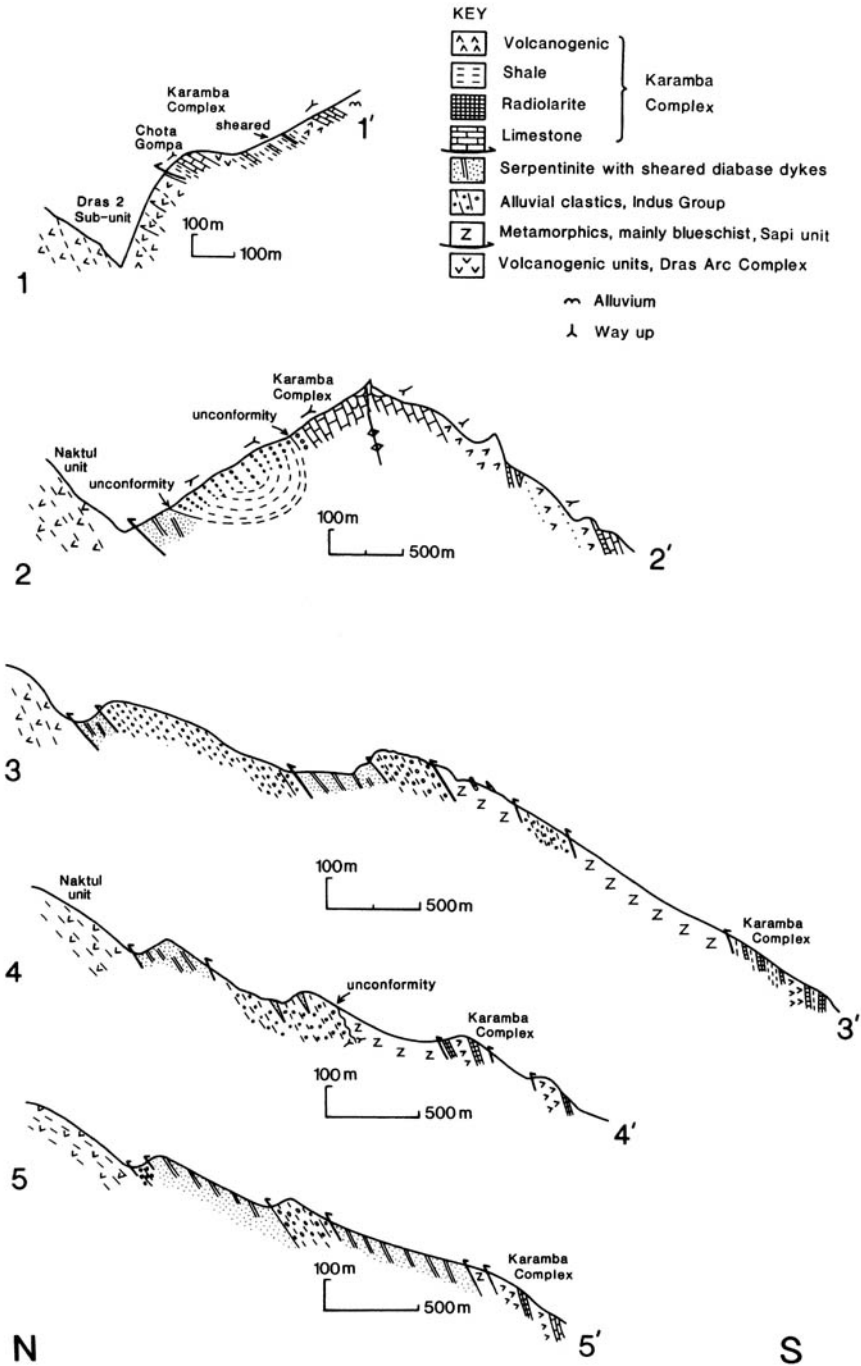 KEY
Volcanogenic
Shale
Radiolarite
Limestone
Karamba
Complex
Serpentinite with sheared diabase dykes
Alluvial clastics, Indus Group
Z Metamorphics, mainly blueschist, Sapi unit
Volcanogenic units, Dras Arc Complex
Alluvium
Way up
Karamba
Complex
sheared
1'
Chota
Gompa
Dras 2
Sub-unit
100m
100m
1
Karamba
Complex
unconformity
Naktul
unit
unconformity
100m
500m
2
2'
3
Z
Z Z
Z
100m
500m
Z
Z
Z
Z
Z
Z
Z
Karamba
Complex
3'
Naktul
unit
4
unconformity
Z
Z
Z
Z
Karamba
Complex
100m
500m
4'
5
Z
Karamba
Complex
100m
500m
5'
N
S